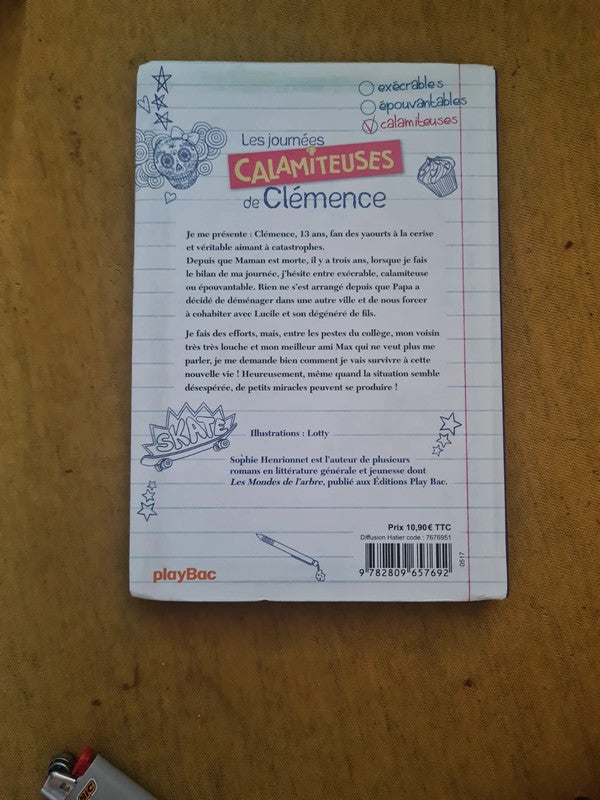 exécrables
épouvantables
calamiteuses
Les journées
CALAMITEUSES
de Clémence
Je me présente : Clémence, 13 ans, fan des yaourts à la cerise
et véritable aimant à catastrophes.
Depuis que Maman est morte, il y a trois ans, lorsque je fais
le bilan de ma journée, j'hésite entre exécrable, calamiteuse
ou épouvantable. Rien ne s'est arrangé depuis que Papa a
décidé de déménager dans une autre ville et de nous forcer
à cohabiter avec Lucile et son dégénéré de fils.
Je fais des efforts, mais, entre les pestes du collège, mon voisin
très très louche et mon meilleur ami Max qui ne veut plus me
parler, je me demande bien comment je vais survivre à cette
nouvelle vie ! Heureusement, même quand la situation semble
désespérée, de petits miracles peuvent se produire !
SKATE
Illustrations : Lotty
Sophie Henrionnet est l'auteur de plusieurs
romans en littérature générale et jeunesse dont
Les Mondes de l'arbre, publié aux Éditions Play Bac.
Prix 10,90 € TTC
Diffusion Hatier code : 7676951
0517
9 782809 657692
playBac
BIC